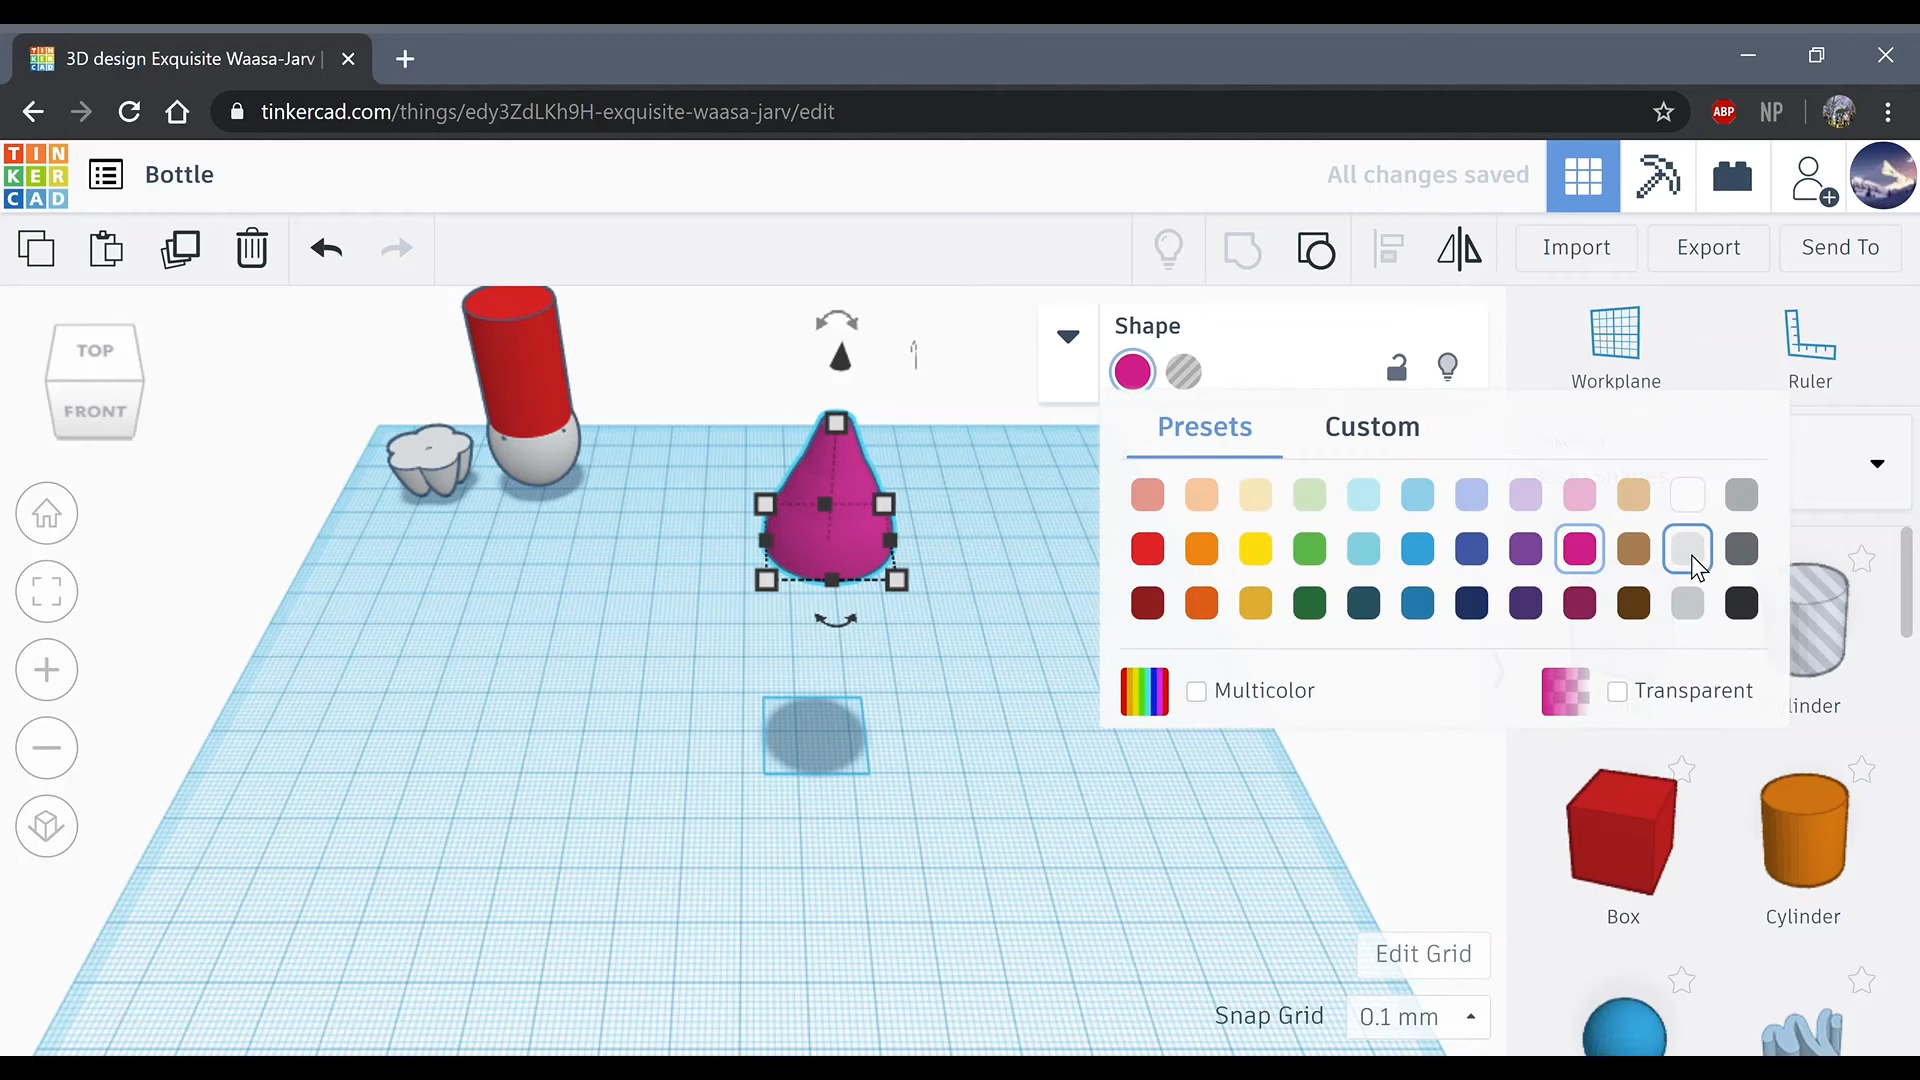 3D design Exquisite Waasa-Jarv
tinkercad.com/things/edy3ZdLKh9H-exquisite-waasa-jarv/edit
ABP
NP
TIN
KER
CAD
Bottle
All changes saved
Import
Export
Send To
TOP
FRONT
Shape
Workplane
Ruler
Presets
Custom
Multicolor
Transparent
linder
Box
Cylinder
Edit Grid
Snap Grid
0.1 mm